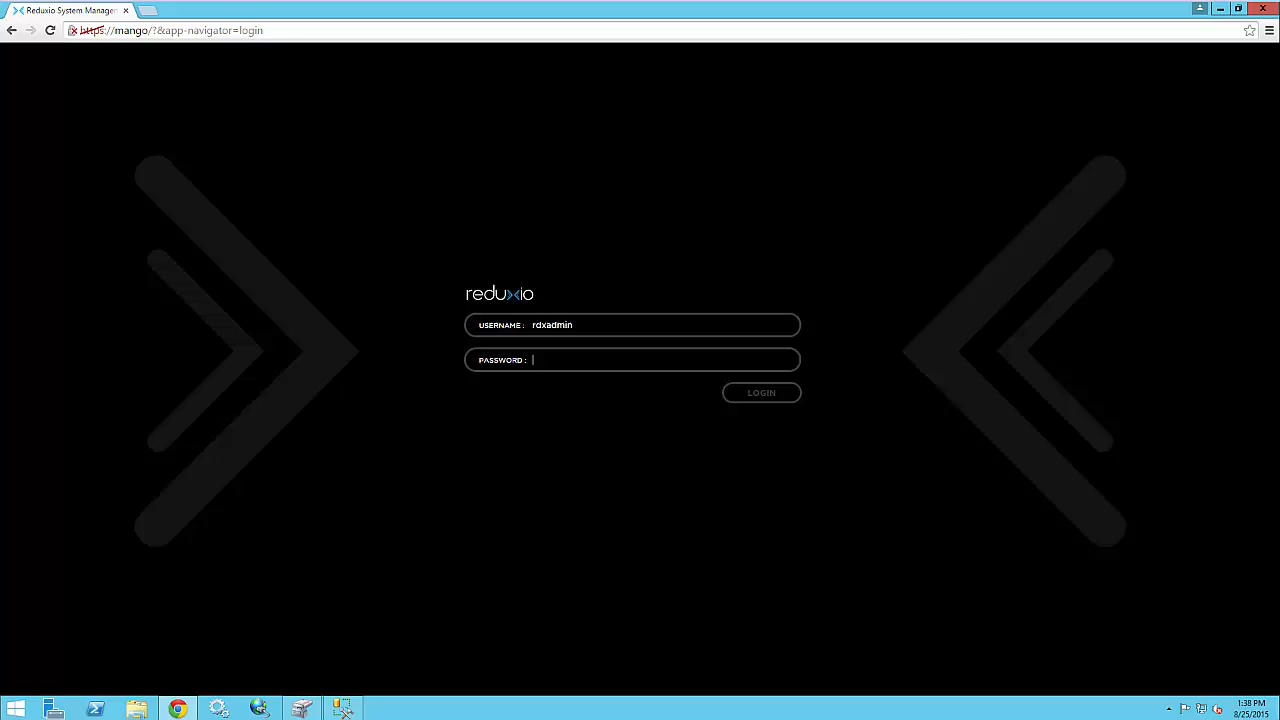 Reduxio System Manager
https://mango/?&app-navigator=login
reduxio
USERNAME : rdxadmin
PASSWORD :
LOGIN
1:38 PM
8/25/2015